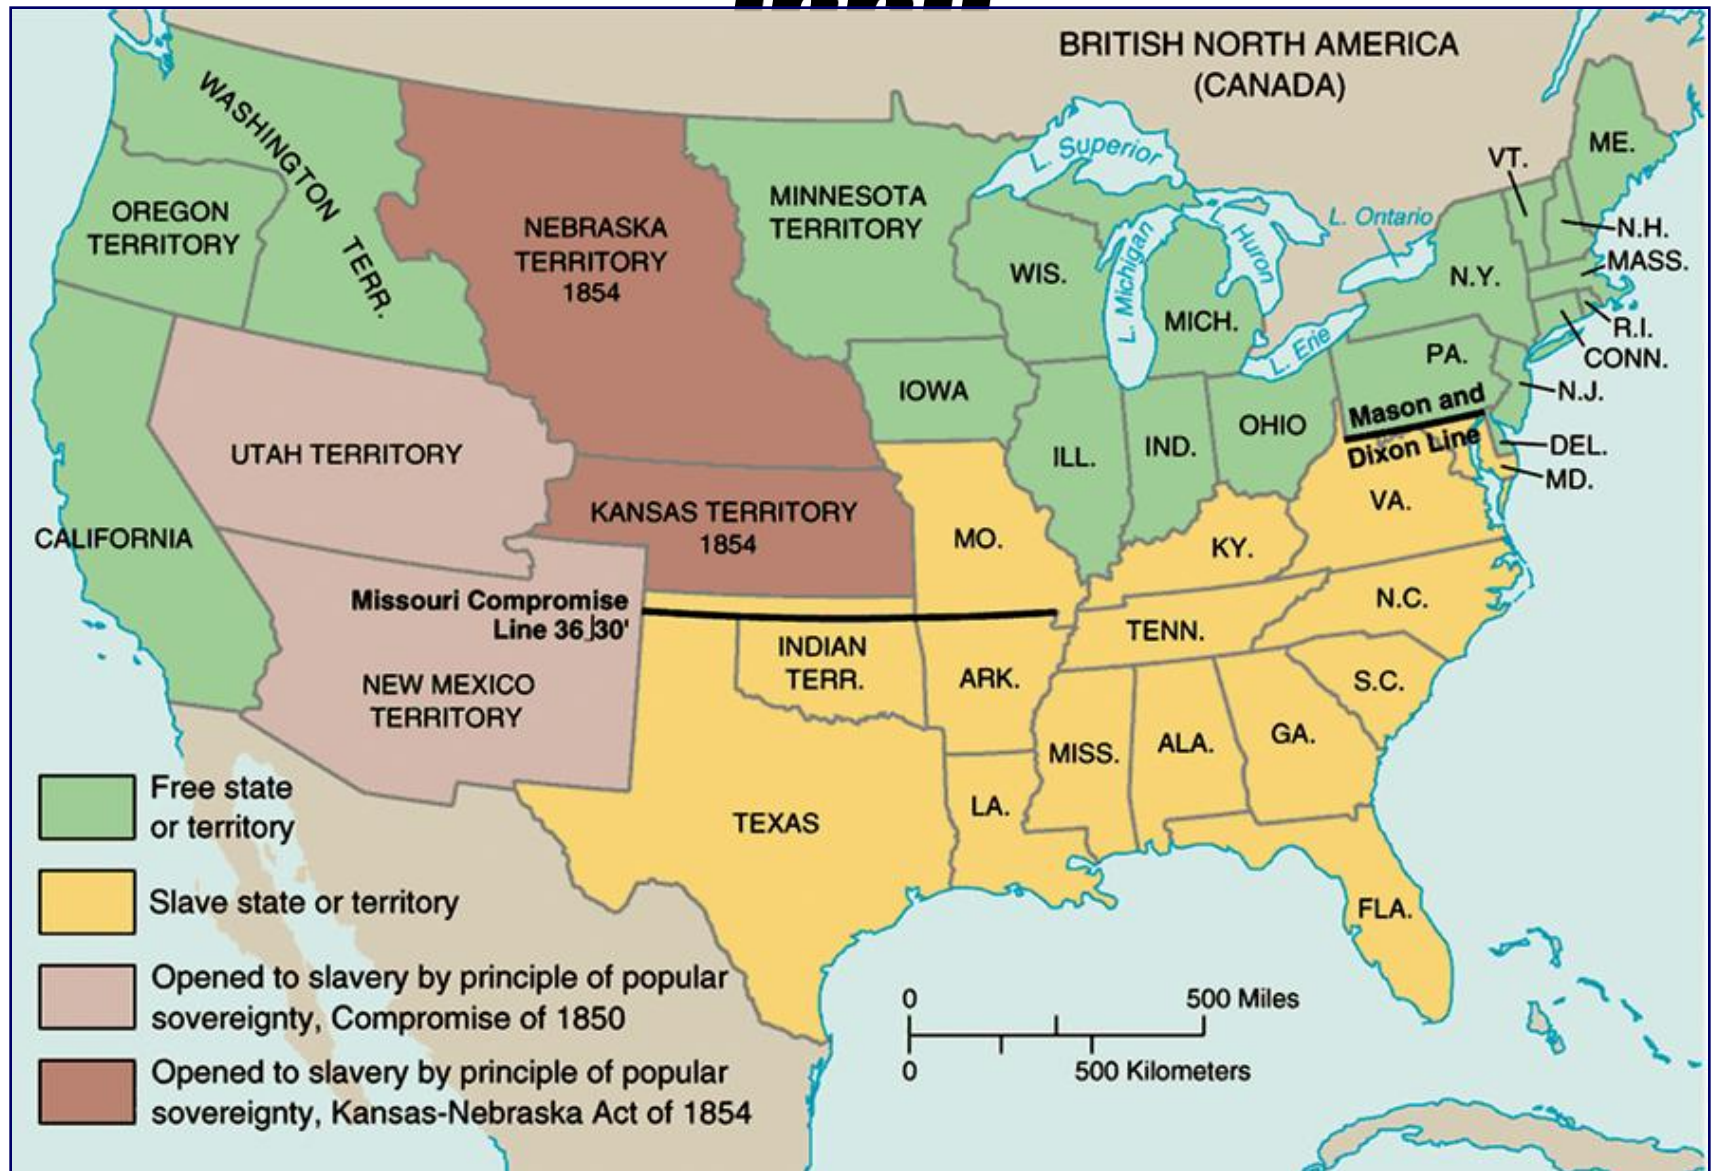 BRITISH NORTH AMERICA
(CANADA)
WASHINGTON TERR.
OREGON
TERRITORY
NEBRASKA
TERRITORY
1854
MINNESOTA
TERRITORY
L. Superior
L. Michigan
Huron
L. Ontario
L. Erie
VT.
ME.
N.H.
MASS.
N.Y.
R.I.
CONN.
WIS.
MICH.
PA.
N.J.
IOWA
Mason and
Dixon Line
OHIO
DEL.
MD.
ILL.
IND.
UTAH TERRITORY
KANSAS TERRITORY
1854
CALIFORNIA
MO.
KY.
VA.
Missouri Compromise
Line 36⌡30'
N.C.
TENN.
INDIAN
TERR.
ARK.
S.C.
NEW MEXICO
TERRITORY
MISS.
ALA.
GA.
LA.
TEXAS
FLA.
Free state
or territory
Slave state or territory
Opened to slavery by principle of popular
sovereignty, Compromise of 1850
Opened to slavery by principle of popular
sovereignty, Kansas-Nebraska Act of 1854
0 500 Miles
0 500 Kilometers